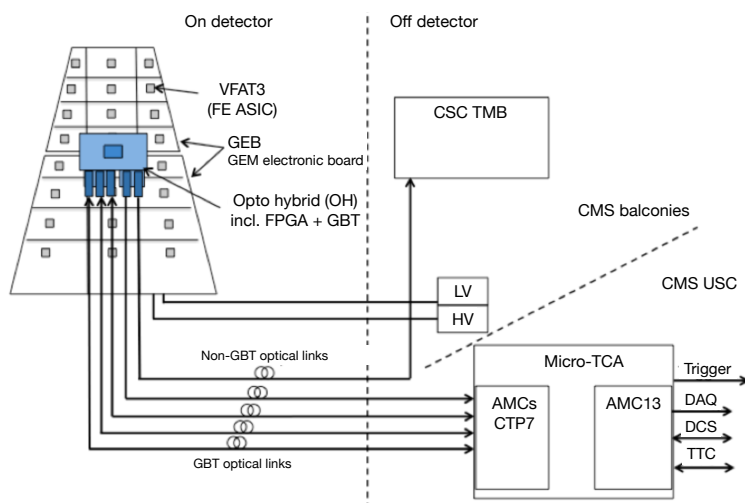 On detector
Off detector
VFAT3
(FE ASIC)
CSC TMB
GEB
GEM electronic board
Opto hybrid (OH)
incl. FPGA + GBT
CMS balconies
CMS USC
LV
HV
Non-GBT optical links
Micro-TCA
Trigger
AMCs
CTP7
AMC13
DAQ
DCS
TTC
GBT optical links